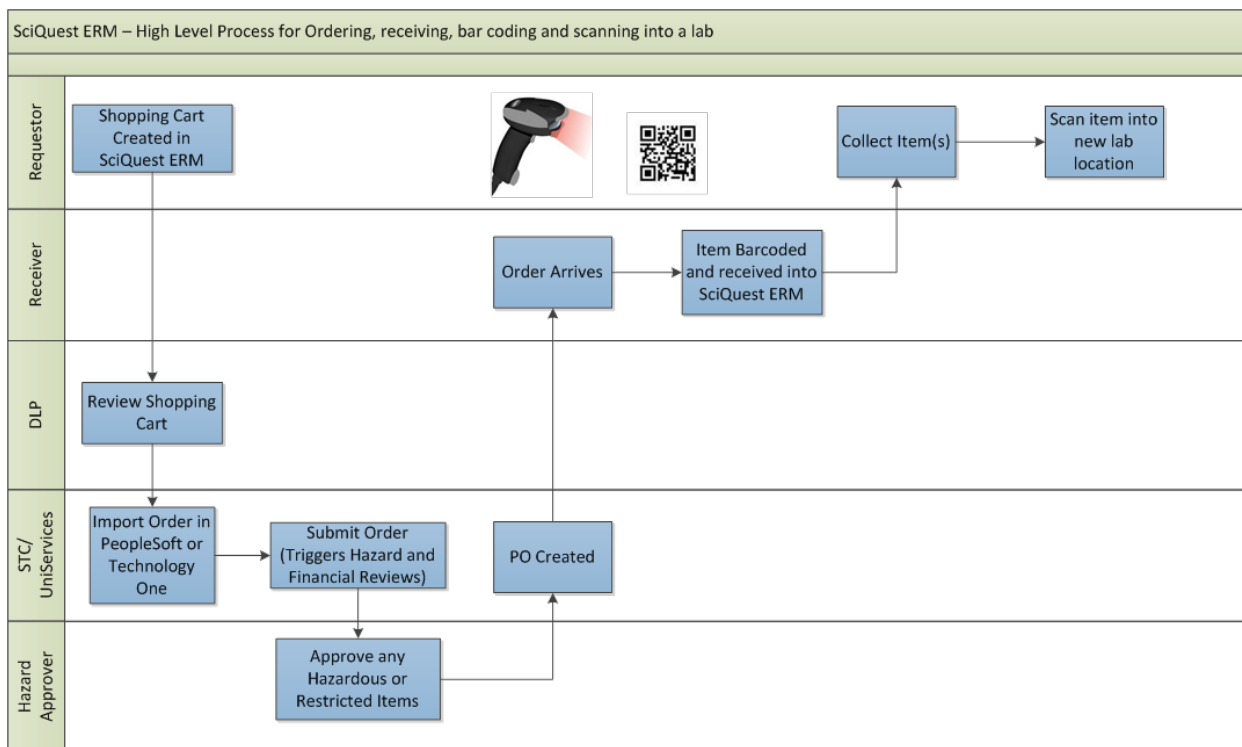 SciQuest ERM – High Level Process for Ordering, receiving, bar coding and scanning into a lab
Requestor
Shopping Cart
Created in
SciQuest ERM
Collect Item(s)
Scan item into
new lab
location
Receiver
Order Arrives
Item Barcoded
and received into
SciQuest ERM
DLP
Review Shopping
Cart
STC/
UniServices
Import Order in
PeopleSoft or
Technology
One
Submit Order
(Triggers Hazard and
Financial Reviews)
PO Created
Hazard
Approver
Approve any
Hazardous or
Restricted Items